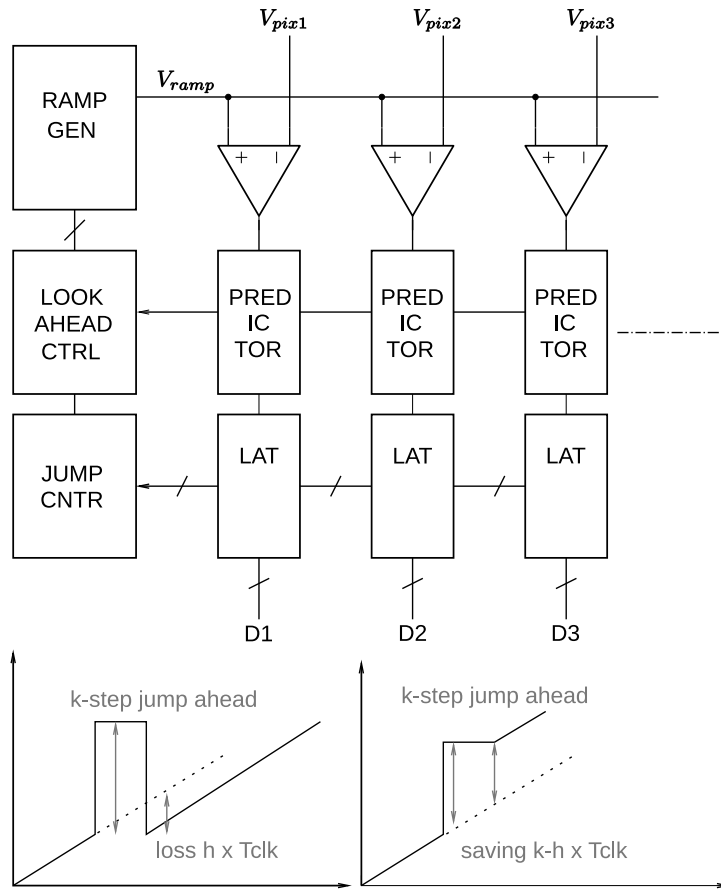 V_pix1 V_pix2 V_pix3
V_ramp
RAMP
GEN
+ − + − + −
LOOK
AHEAD
CTRL
PRED
IC
TOR
PRED
IC
TOR
PRED
IC
TOR
JUMP
CNTR
LAT
LAT
LAT
D1 D2 D3
k-step jump ahead
loss h x Tclk
k-step jump ahead
saving k-h x Tclk